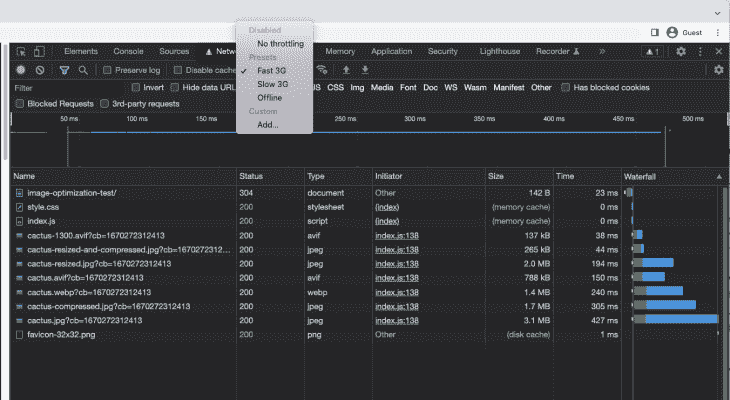 Guest
Elements Console Sources Netw Memory Application Security Lighthouse Recorder » 1
Disabled
No throttling
Presets
Fast 3G
Slow 3G
Offline
Custom
Add...
Preserve log Disable cache
Filter Invert Hide data URL JS CSS Img Media Font Doc WS Wasm Manifest Other Has blocked cookies
Blocked Requests 3rd-party requests
50 ms 100 ms 150 ms 250 ms 300 ms 350 ms 400 ms 450 ms 500 ms
Name Status Type Initiator Size Time Waterfall
image-optimization-test/ 304 document Other 142 B 23 ms
style.css 200 stylesheet (index) (memory cache) 0 ms
index.js 200 script (index) (memory cache) 0 ms
cactus-1300.avif?cb=1670272312413 200 avif index.js:138 137 kB 38 ms
cactus-resized-and-compressed.jpg?cb=1670272312... 200 jpeg index.js:138 265 kB 44 ms
cactus-resized.jpg?cb=1670272312413 200 jpeg index.js:138 2.0 MB 194 ms
cactus.avif?cb=1670272312413 200 avif index.js:138 788 kB 150 ms
cactus.webp?cb=1670272312413 200 webp index.js:138 1.4 MB 240 ms
cactus-compressed.jpg?cb=1670272312413 200 jpeg index.js:138 1.7 MB 305 ms
cactus.jpg?cb=1670272312413 200 jpeg index.js:138 3.1 MB 427 ms
favicon-32x32.png 200 png Other (disk cache) 1 ms